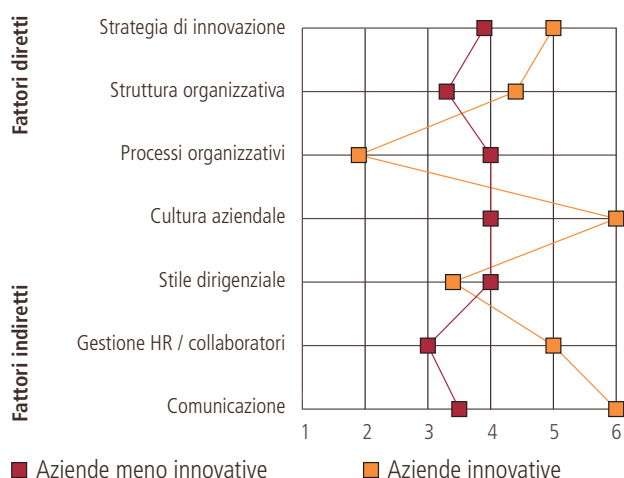 Fattori diretti
Strategia di innovazione
Struttura organizzativa
Processi organizzativi
Cultura aziendale
Fattori indiretti
Stile dirigenziale
Gestione HR / collaboratori
Comunicazione
1 2 3 4 5 6
Aziende meno innovative
Aziende innovative